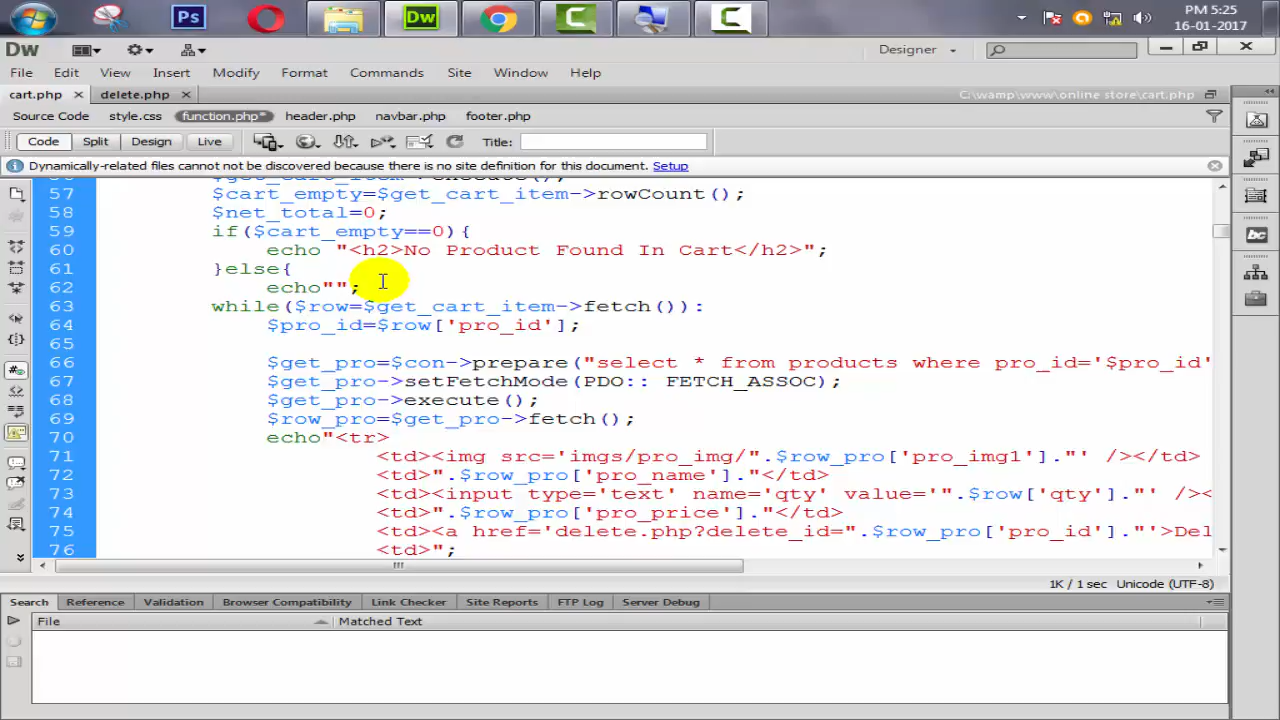 Ps
Dw
PM 5:25
16-01-2017
Dw
Designer
File Edit View Insert Modify Format Commands Site Window Help
cart.php delete.php C:\wamp\www\online store\cart.php
Source Code style.css function.php* header.php navbar.php footer.php
Code Split Design Live Title:
Dynamically-related files cannot not be discovered because there is no site definition for this document. Setup
57 $cart_empty=$get_cart_item->rowCount();
58 $net_total=0;
59 if($cart_empty==0){
60 echo "<h2>No Product Found In Cart</h2>";
61 }else{
62 echo"";
63 while($row=$get_cart_item->fetch()):
64 $pro_id=$row['pro_id'];
65
66 $get_pro=$con->prepare("select * from products where pro_id='$pro_id'
67 $get_pro->setFetchMode(PDO:: FETCH_ASSOC);
68 $get_pro->execute();
69 $row_pro=$get_pro->fetch();
70 echo"<tr>
71 <td><img src='imgs/pro_img/".$row_pro['pro_img1']."' /></td>
72 <td>".$row_pro['pro_name']."</td>
73 <td><input type='text' name='qty' value='".$row['qty']."' /><
74 <td>".$row_pro['pro_price']."</td>
75 <td><a href='delete.php?delete_id=".$row_pro['pro_id']."'>Del
76 <td>";
1K / 1 sec Unicode (UTF-8)
Search Reference Validation Browser Compatibility Link Checker Site Reports FTP Log Server Debug
File Matched Text